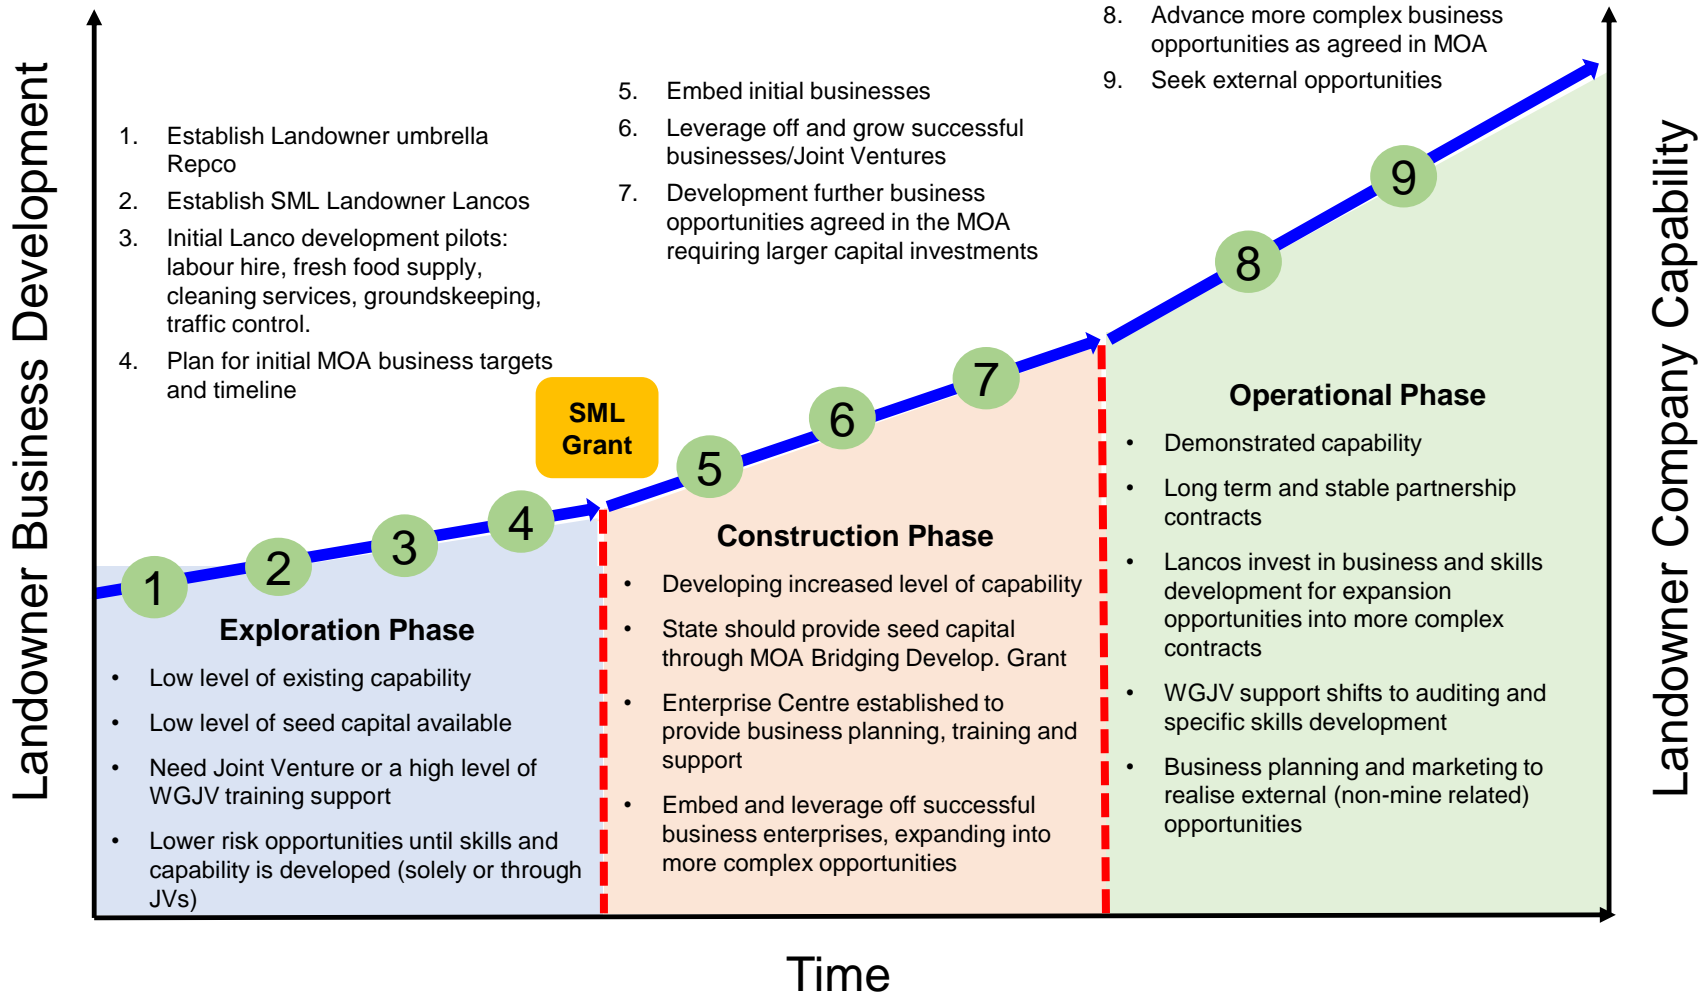 Landowner Business Development
1. Establish Landowner umbrella
Repco
2. Establish SML Landowner Lancos
3. Initial Lanco development pilots:
labour hire, fresh food supply,
cleaning services, groundskeeping,
traffic control.
4. Plan for initial MOA business targets
and timeline
5. Embed initial businesses
6. Leverage off and grow successful
businesses/Joint Ventures
7. Development further business
opportunities agreed in the MOA
requiring larger capital investments
8. Advance more complex business
opportunities as agreed in MOA
9. Seek external opportunities
SML
Grant
1
2
3
4
5
6
7
8
9
Exploration Phase
• Low level of existing capability
• Low level of seed capital available
• Need Joint Venture or a high level of
WGJV training support
• Lower risk opportunities until skills and
capability is developed (solely or through
JVs)
Construction Phase
• Developing increased level of capability
• State should provide seed capital
through MOA Bridging Develop. Grant
• Enterprise Centre established to
provide business planning, training and
support
• Embed and leverage off successful
business enterprises, expanding into
more complex opportunities
Operational Phase
• Demonstrated capability
• Long term and stable partnership
contracts
• Lancos invest in business and skills
development for expansion
opportunities into more complex
contracts
• WGJV support shifts to auditing and
specific skills development
• Business planning and marketing to
realise external (non-mine related)
opportunities
Landowner Company Capability
Time